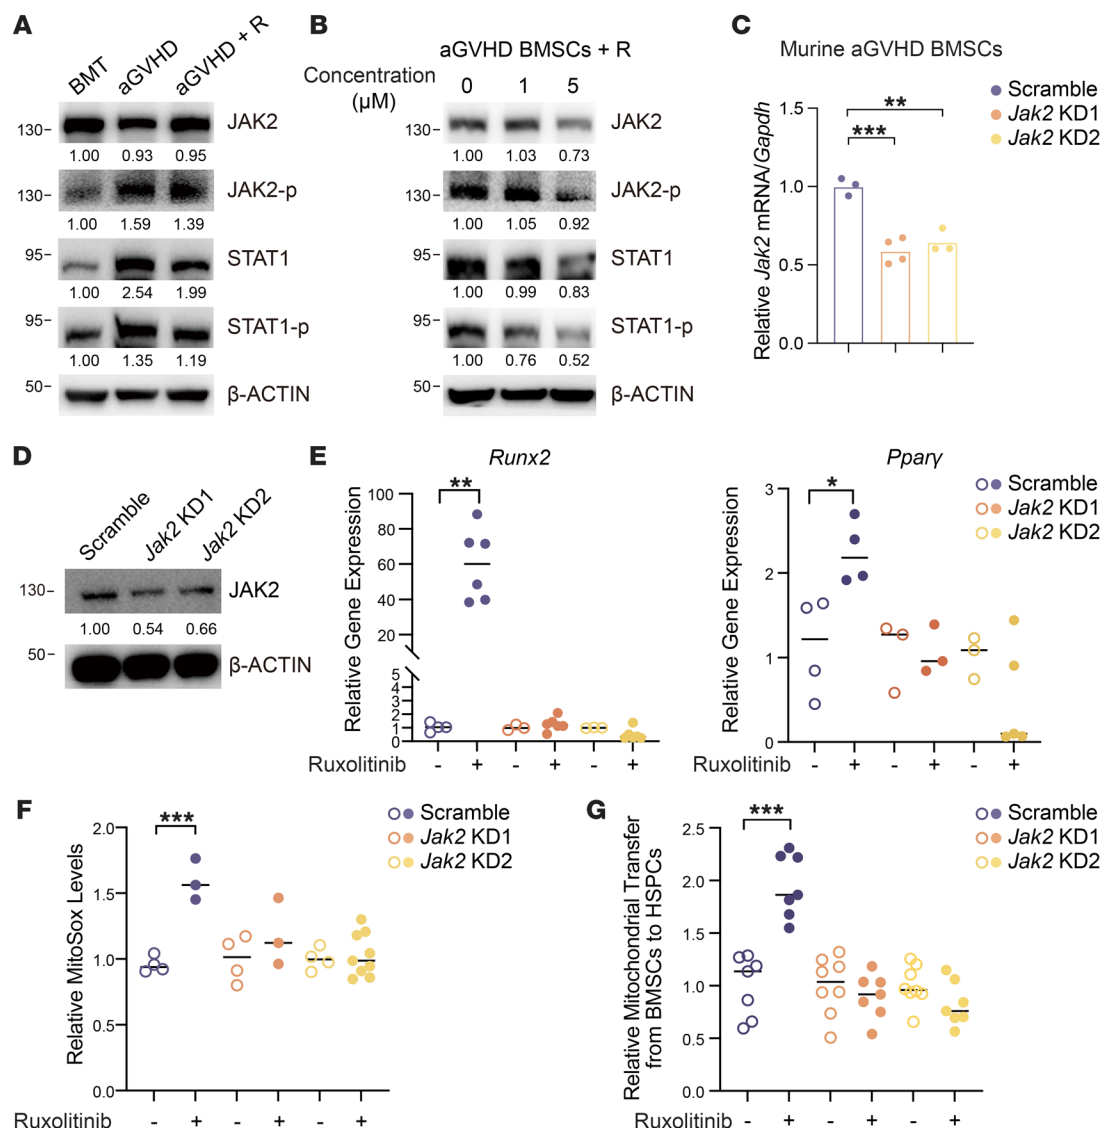 A
BMT
aGVHD
aGVHD + R
130
JAK2
1.00 0.93 0.95
130
JAK2-p
1.00 1.59 1.39
95
STAT1
1.00 2.54 1.99
95
STAT1-p
1.00 1.35 1.19
50
β-ACTIN
B
aGVHD BMSCs + R
Concentration
(μM)
0 1 5
130
JAK2
1.00 1.03 0.73
130
JAK2-p
1.00 1.05 0.92
95
STAT1
1.00 0.99 0.83
95
STAT1-p
1.00 0.76 0.52
50
β-ACTIN
C
Murine aGVHD BMSCs
Scramble
Jak2 KD1
Jak2 KD2
Relative Jak2 mRNA/Gapdh
1.5
1.0
0.5
0.0
**
***
D
Scramble
Jak2 KD1
Jak2 KD2
130
JAK2
1.00 0.54 0.66
50
β-ACTIN
E
Runx2
Relative Gene Expression
100
80
60
40
20
5
4
3
2
1
0
**
Ruxolitinib - + - + - +
Pparγ
Relative Gene Expression
3
2
1
0
*
- + - + - +
Scramble
Jak2 KD1
Jak2 KD2
F
Relative MitoSox Levels
2.0
1.5
1.0
0.5
0.0
***
Ruxolitinib - + - + - +
Scramble
Jak2 KD1
Jak2 KD2
G
Relative Mitochondrial Transfer
from BMSCs to HSPCs
2.5
2.0
1.5
1.0
0.5
0.0
***
Ruxolitinib - + - + - +
Scramble
Jak2 KD1
Jak2 KD2